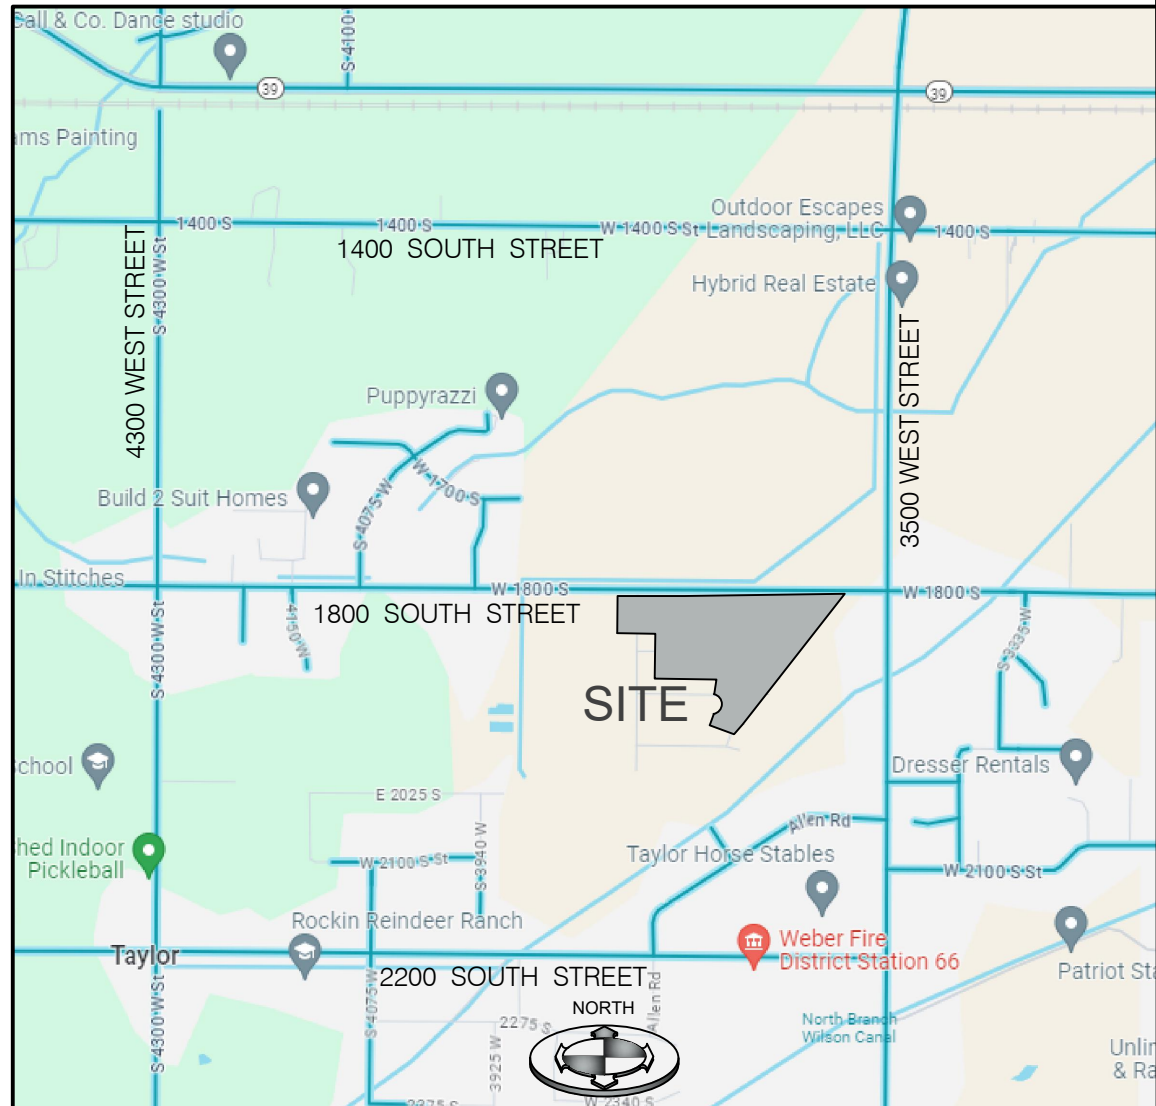 Call & Co. Dance studio
S 4100
39
39
ams Painting
1400 S
1400 S
W 1400 S St
Outdoor Escapes
Landscaping, LLC
1400 S
1400 SOUTH STREET
4300 WEST STREET
S 4300 W St
Hybrid Real Estate
3500 WEST STREET
Puppyrazzi
W 1700 S
S 4075 W
Build 2 Suit Homes
In Stitches
W 1800 S
W 1800 S
1800 SOUTH STREET
4150 W
S 4300 W St
S 3335 W
SITE
School
Dresser Rentals
E 2025 S
Allen Rd
hed Indoor
Pickleball
W 2100 S St
S 3940 W
Taylor Horse Stables
W 2100 S St
Rockin Reindeer Ranch
Taylor
Weber Fire
District Station 66
Patriot Sta
2200 SOUTH STREET
S 4300 W St
S 4075 W
Allen Rd
NORTH
2275 S
3925 W
North Branch
Wilson Canal
Unlim
& Ra
2375 S
W 2340 S